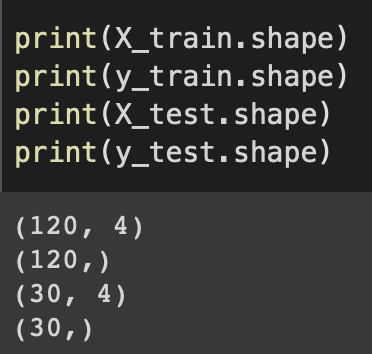 print(X_train.shape)
print(y_train.shape)
print(X_test.shape)
print(y_test.shape)
(120, 4)
(120,)
(30, 4)
(30,)